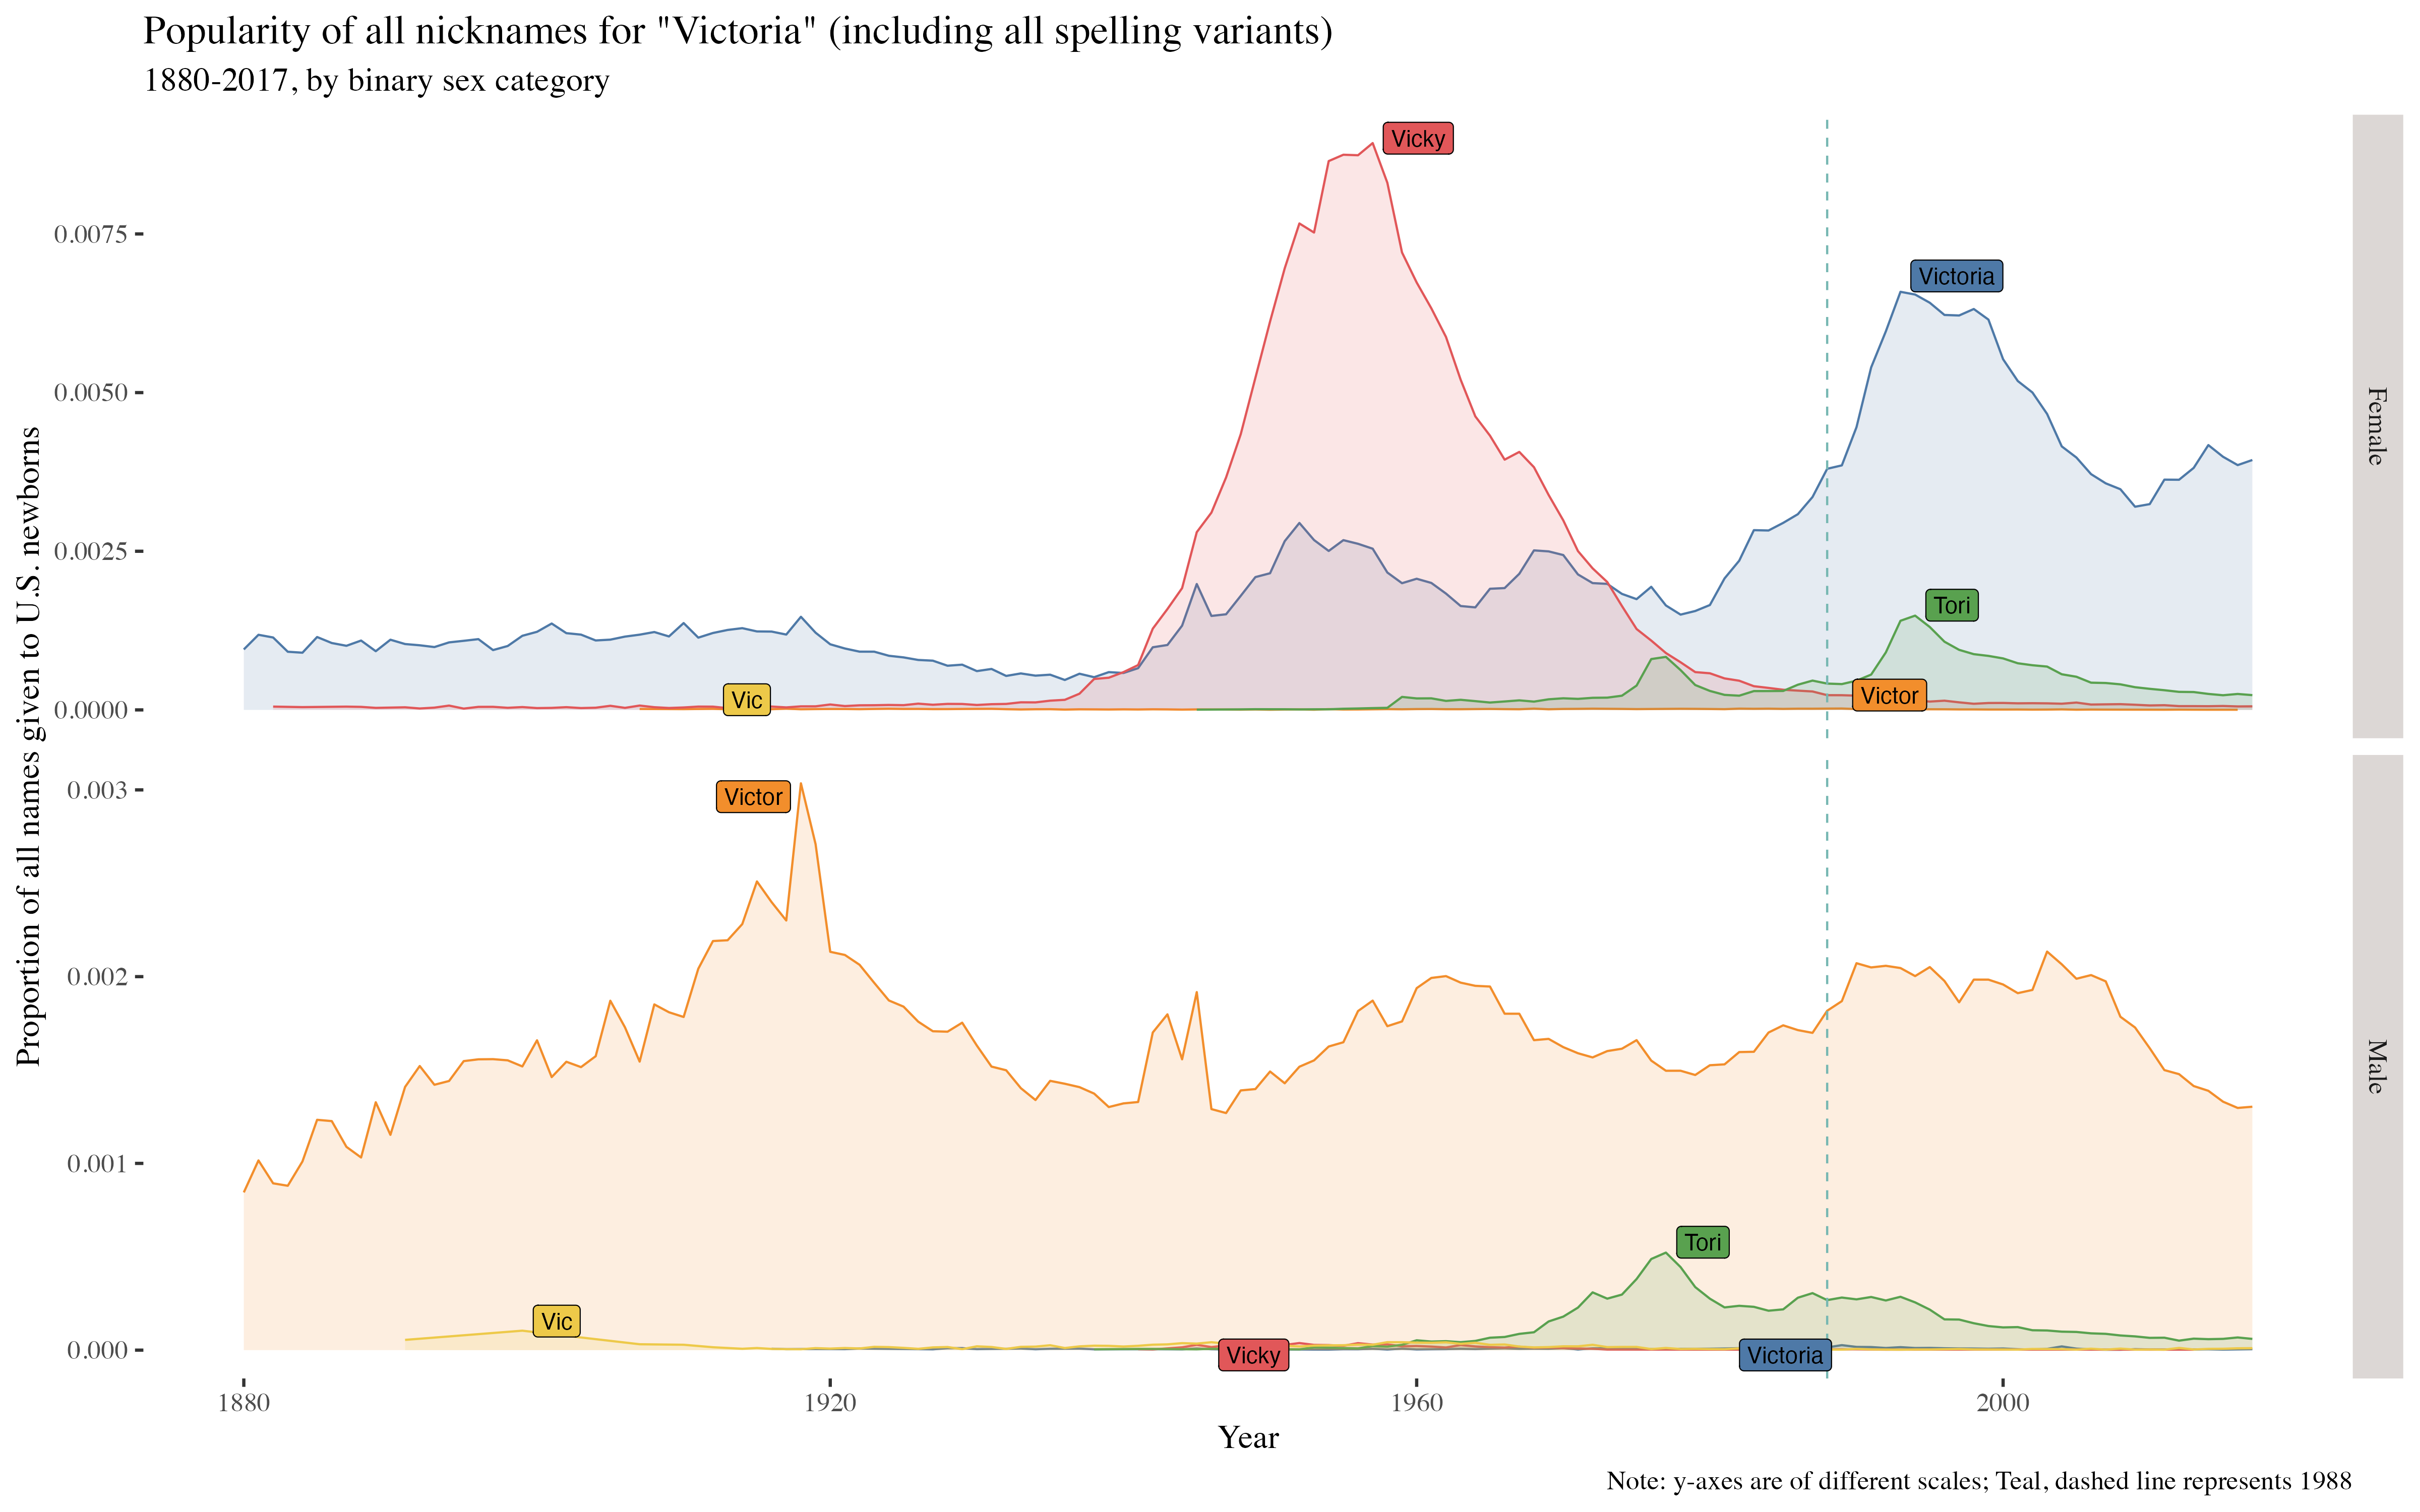 Popularity of all nicknames for "Victoria" (including all spelling variants)
1880-2017, by binary sex category
Proportion of all names given to U.S. newborns
0.0075
0.0050
0.0025
0.0000
Vicky
Victoria
Tori
Vic
Victor
Female
0.003
0.002
0.001
0.000
Victor
Tori
Vic
Vicky
Victoria
Male
1880
1920
1960
2000
Year
Note: y-axes are of different scales; Teal, dashed line represents 1988